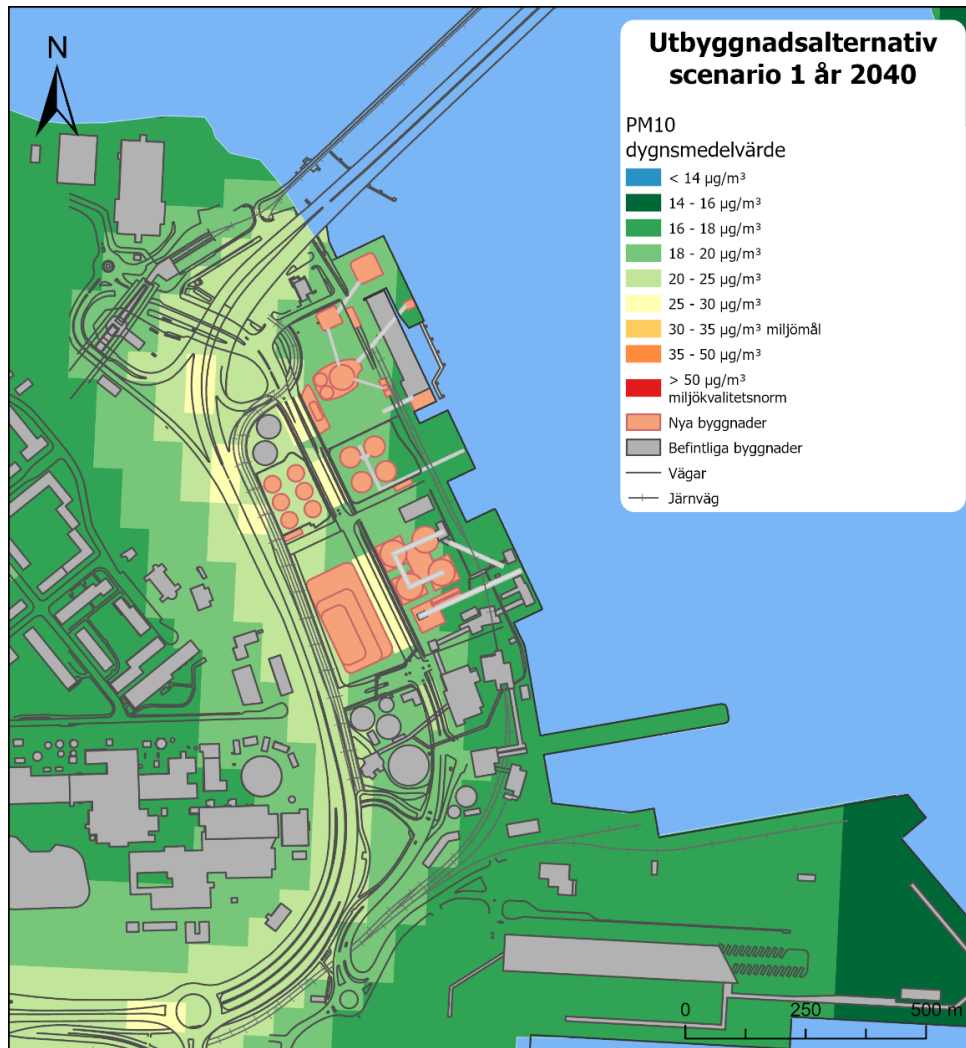 N
Utbyggnadsalternativ
scenario 1 år 2040
PM10
dygnsmedelvärde
< 14 µg/m³
14 - 16 µg/m³
16 - 18 µg/m³
18 - 20 µg/m³
20 - 25 µg/m³
25 - 30 µg/m³
30 - 35 µg/m³ miljömål
35 - 50 µg/m³
> 50 µg/m³
miljökvalitetsnorm
Nya byggnader
Befintliga byggnader
Vägar
Järnväg
0 250 500 m